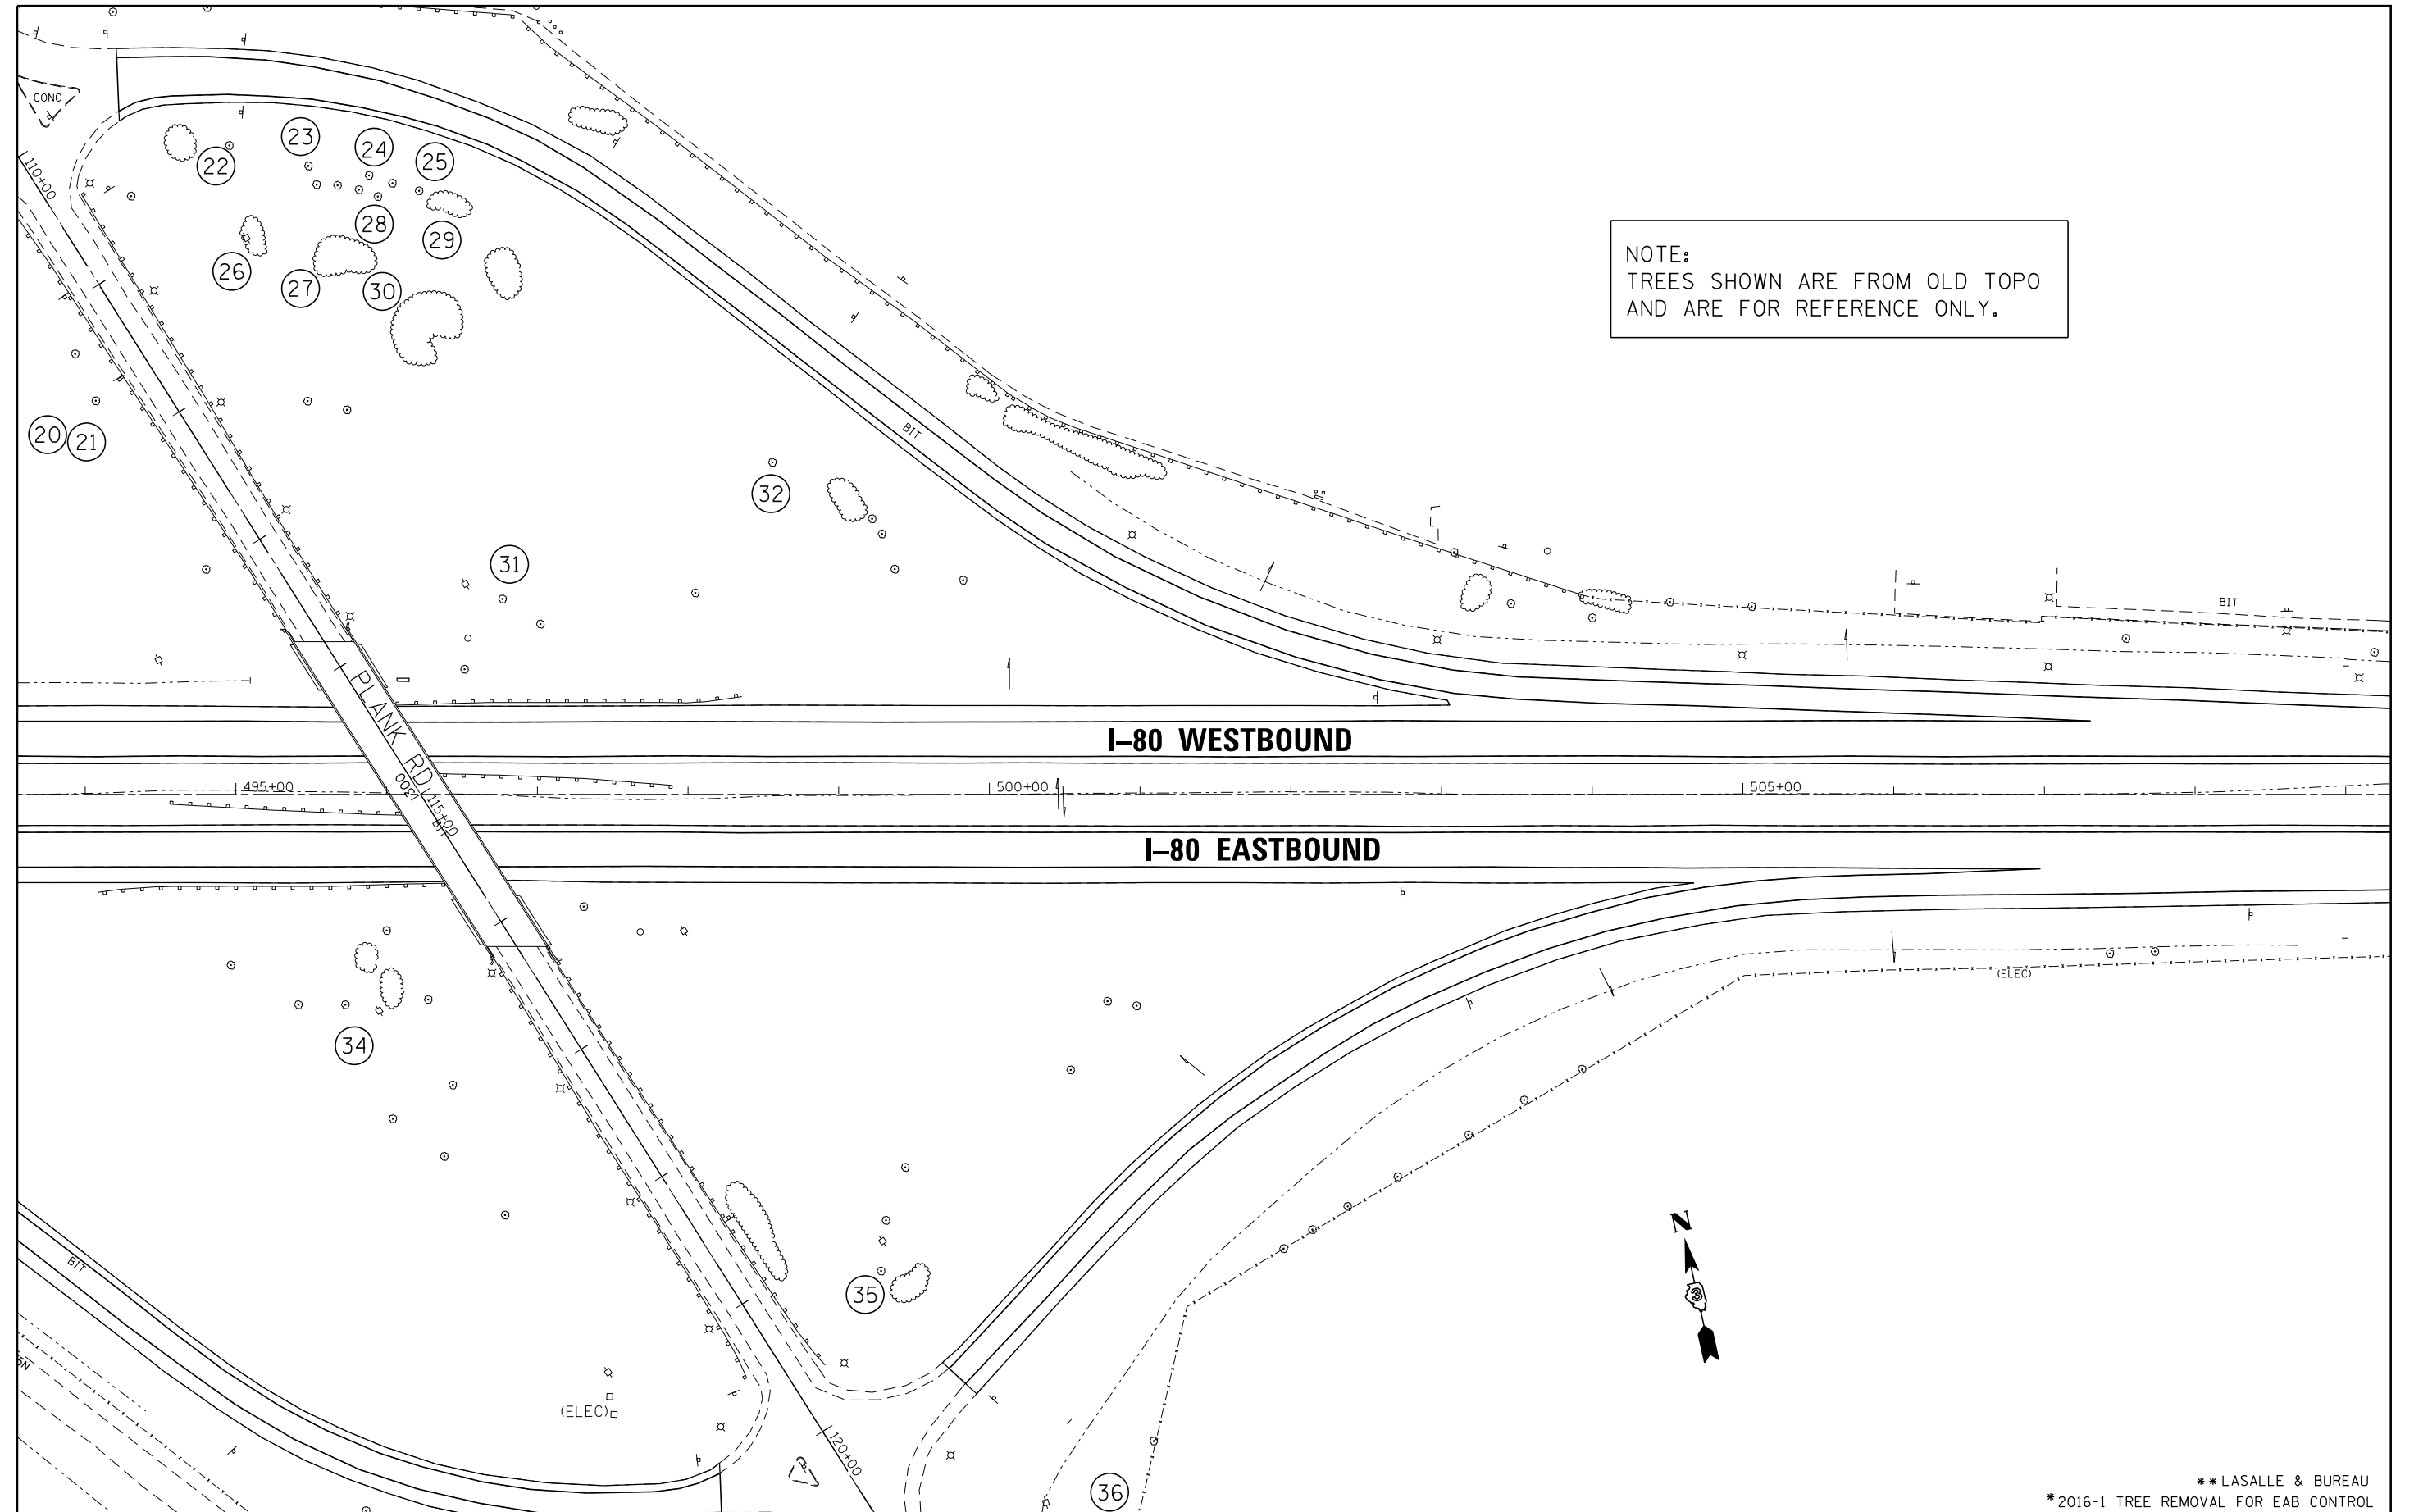 CONC
110+00
22
23
24
25
26
27
28
29
30
NOTE:
TREES SHOWN ARE FROM OLD TOPO
AND ARE FOR REFERENCE ONLY.
20
21
BIT
32
31
BIT
PLANK RD
I–80 WESTBOUND
495+00
500+00
505+00
1300
115+00
BIT
I–80 EASTBOUND
(ELEC)
34
N
3
35
BIT
(ELEC)
120+00
36
**LASALLE & BUREAU
*2016-1 TREE REMOVAL FOR EAB CONTROL